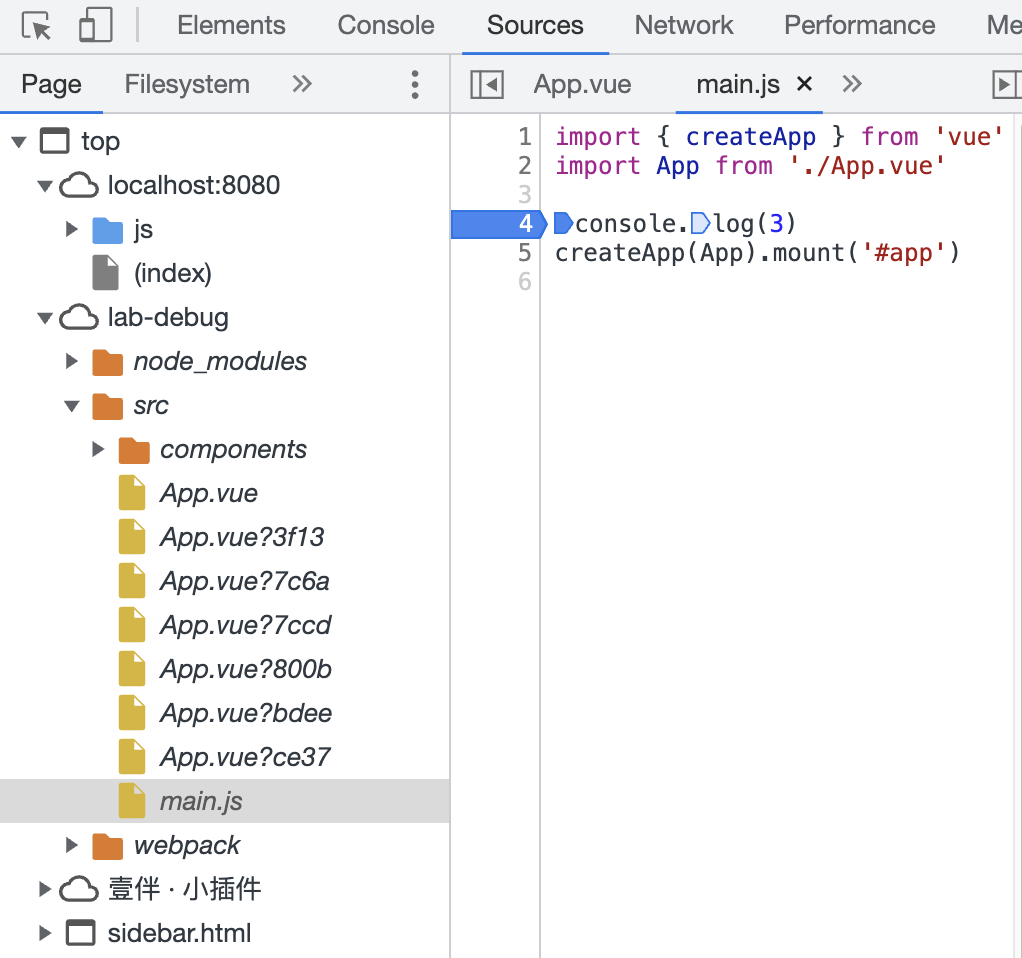 Elements Console Sources Network Performance Me
Page Filesystem » App.vue main.js × »
top
localhost:8080
js
(index)
lab-debug
node_modules
src
components
App.vue
App.vue?3f13
App.vue?7c6a
App.vue?7ccd
App.vue?800b
App.vue?bdee
App.vue?ce37
main.js
webpack
壹伴 · 小插件
sidebar.html
1 import { createApp } from 'vue'
2 import App from './App.vue'
3
4 console.log(3)
5 createApp(App).mount('#app')
6